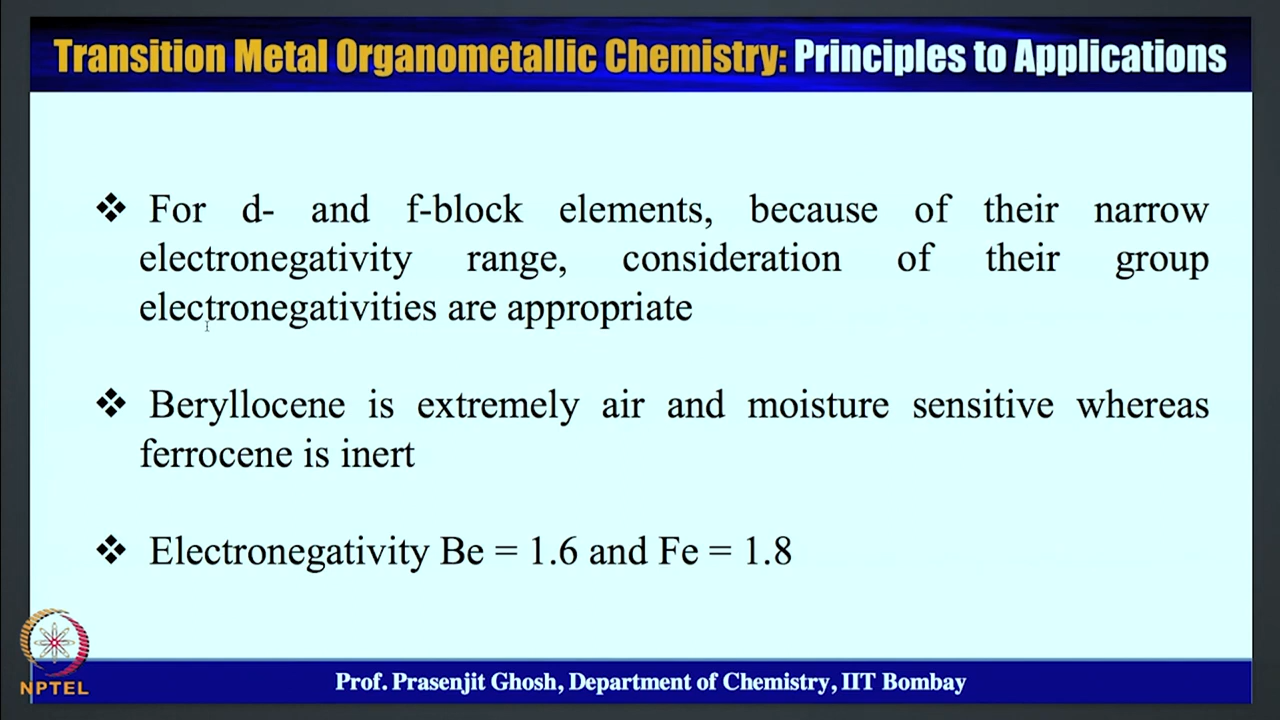 Transition Metal Organometallic Chemistry: Principles to Applications
❖ For d- and f-block elements, because of their narrow
electronegativity range, consideration of their group
electronegativities are appropriate
❖ Beryllocene is extremely air and moisture sensitive whereas
ferrocene is inert
❖ Electronegativity Be = 1.6 and Fe = 1.8
NPTEL
Prof. Prasenjit Ghosh, Department of Chemistry, IIT Bombay